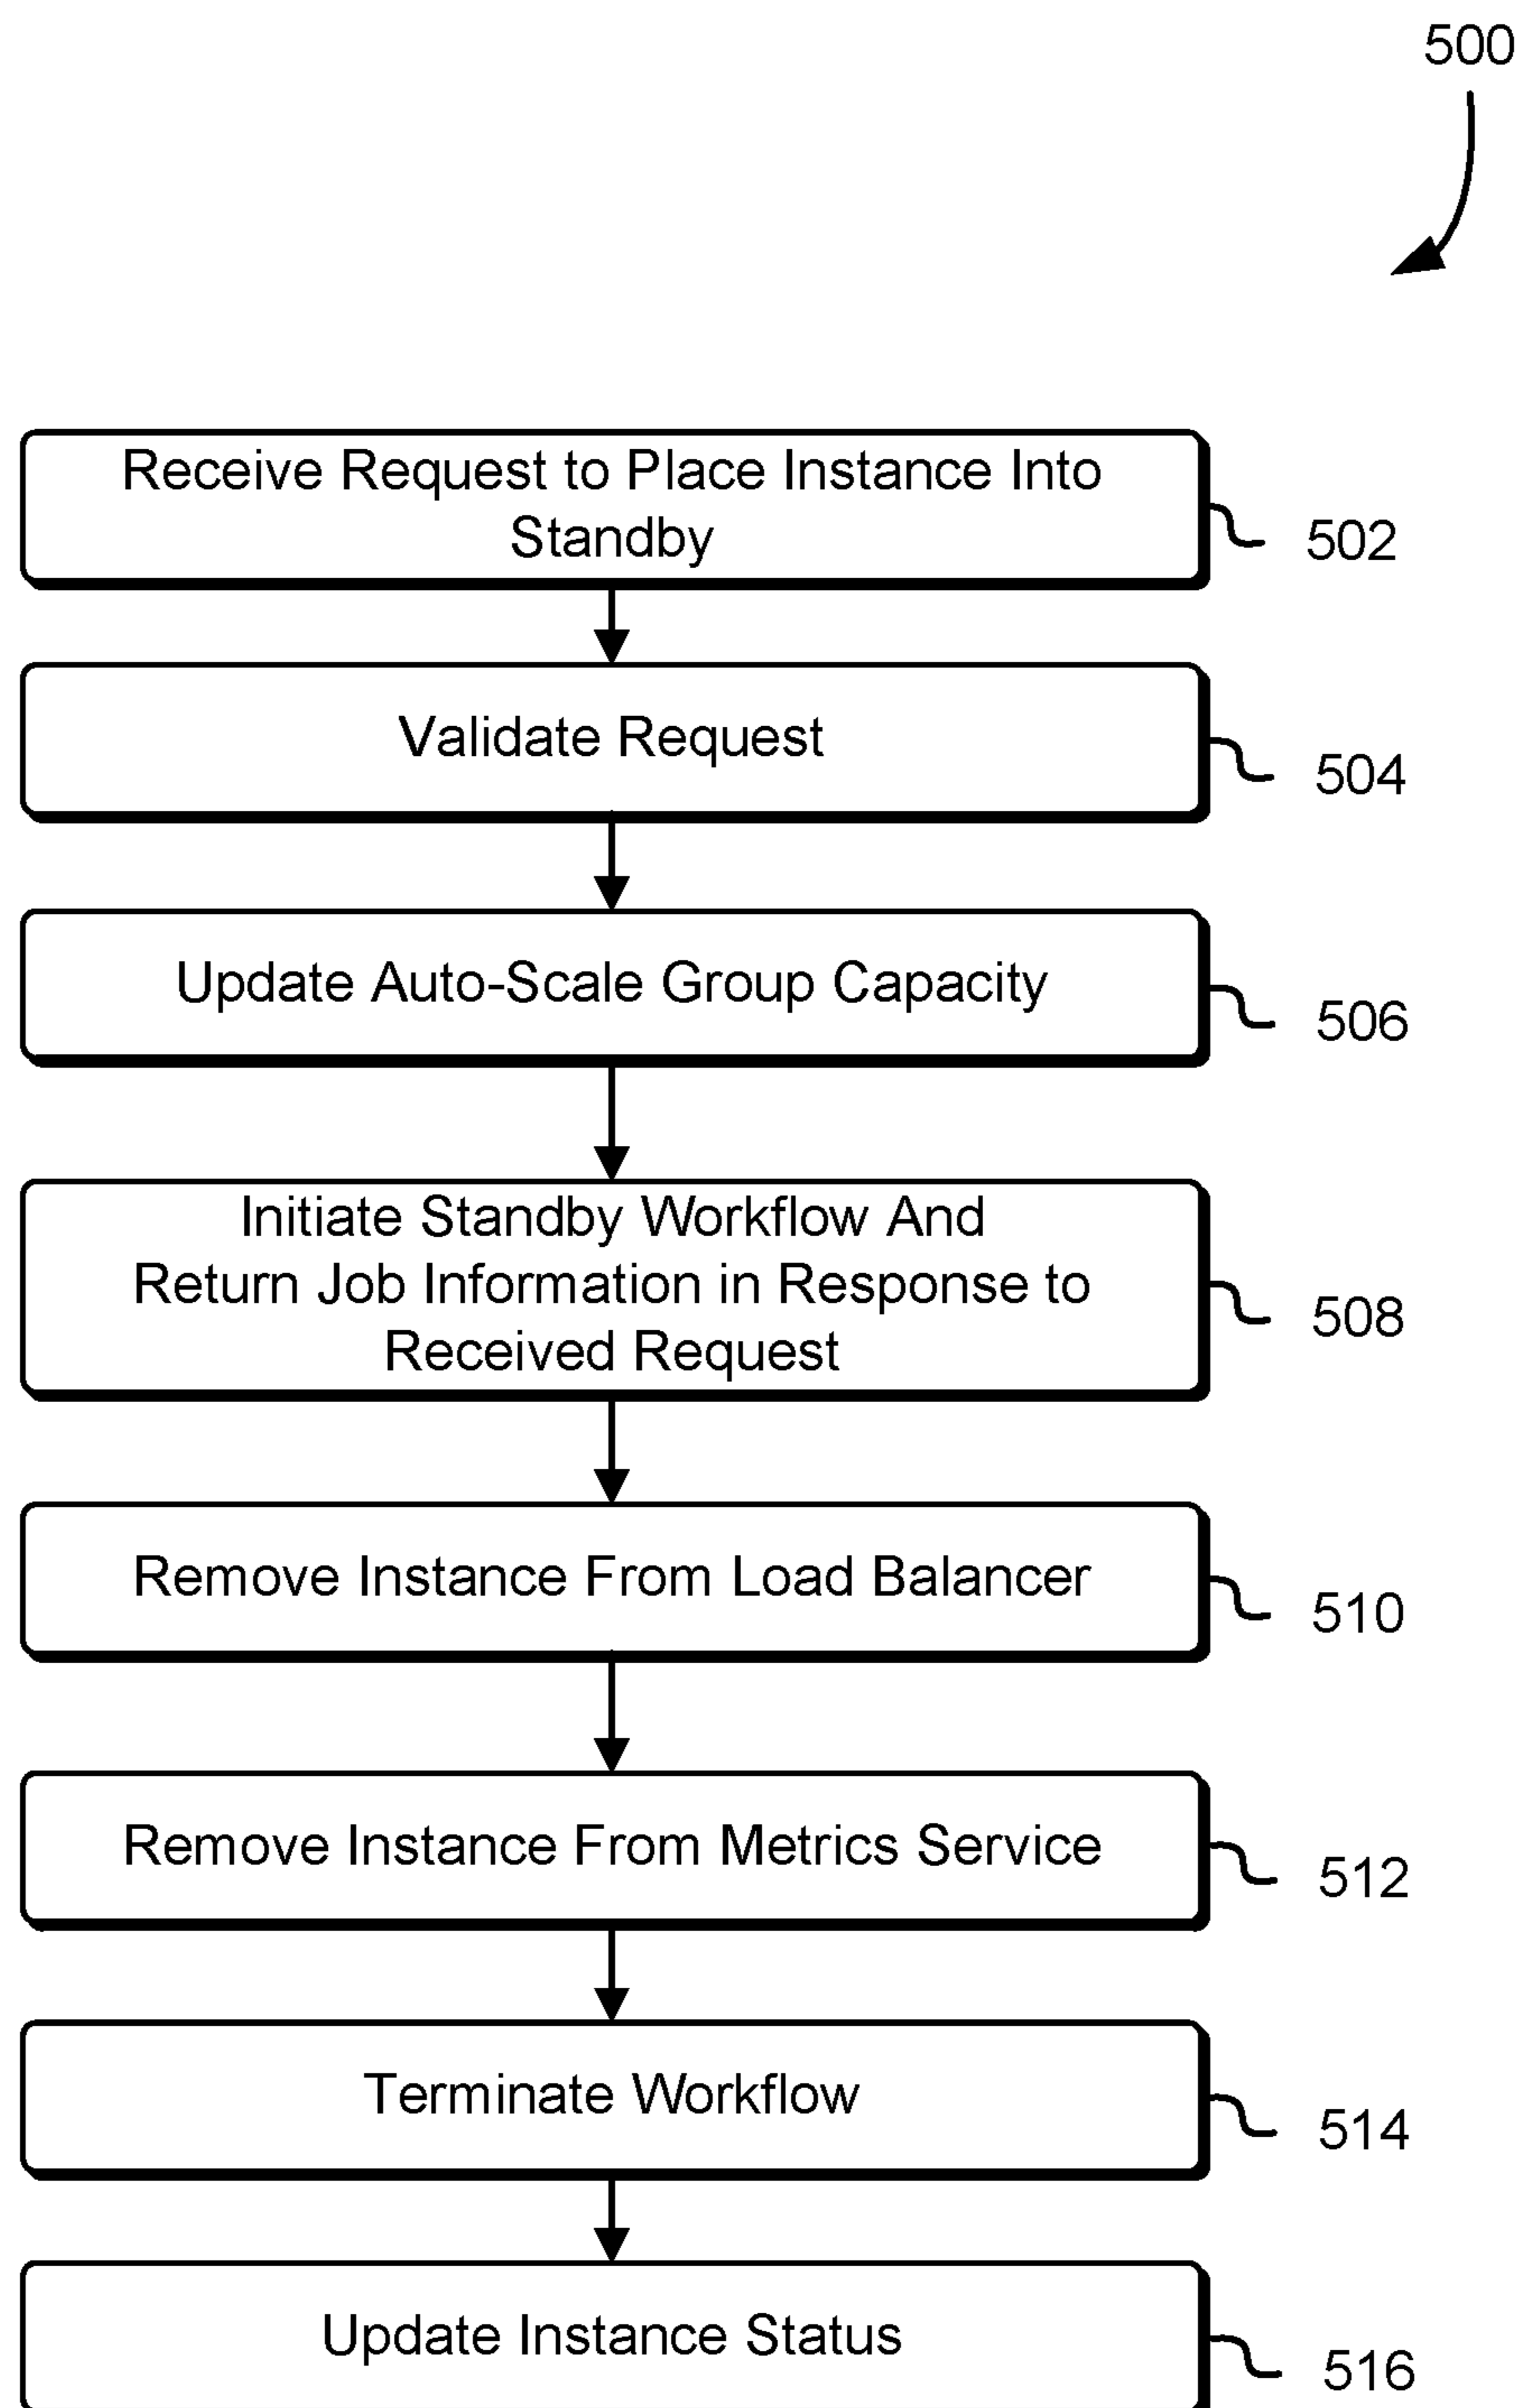 500
Receive Request to Place Instance Into
Standby
502
Validate Request
504
Update Auto-Scale Group Capacity
506
Initiate Standby Workflow And
Return Job Information in Response to
Received Request
508
Remove Instance From Load Balancer
510
Remove Instance From Metrics Service
512
Terminate Workflow
514
Update Instance Status
516